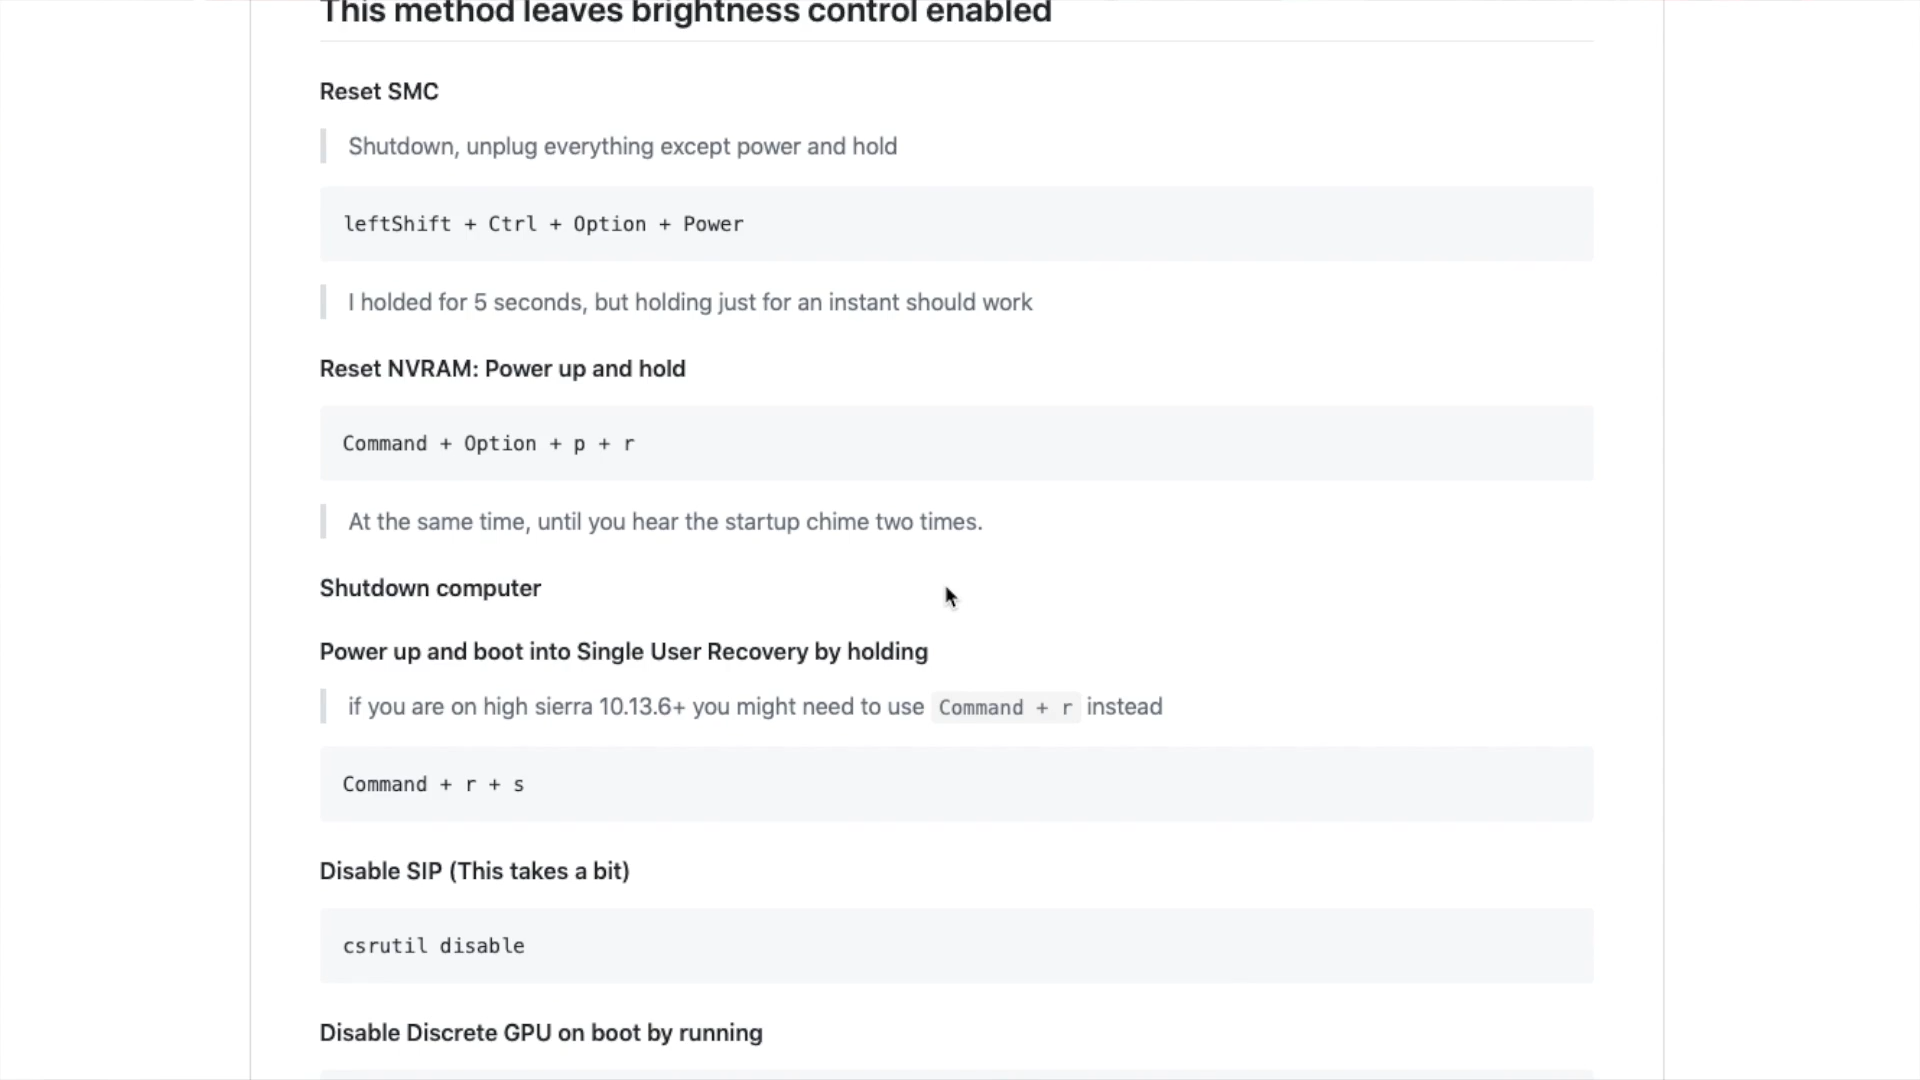 This method leaves brightness control enabled
Reset SMC
Shutdown, unplug everything except power and hold
leftShift + Ctrl + Option + Power
I holded for 5 seconds, but holding just for an instant should work
Reset NVRAM: Power up and hold
Command + Option + p + r
At the same time, until you hear the startup chime two times.
Shutdown computer
Power up and boot into Single User Recovery by holding
if you are on high sierra 10.13.6+ you might need to use Command + r instead
Command + r + s
Disable SIP (This takes a bit)
csrutil disable
Disable Discrete GPU on boot by running